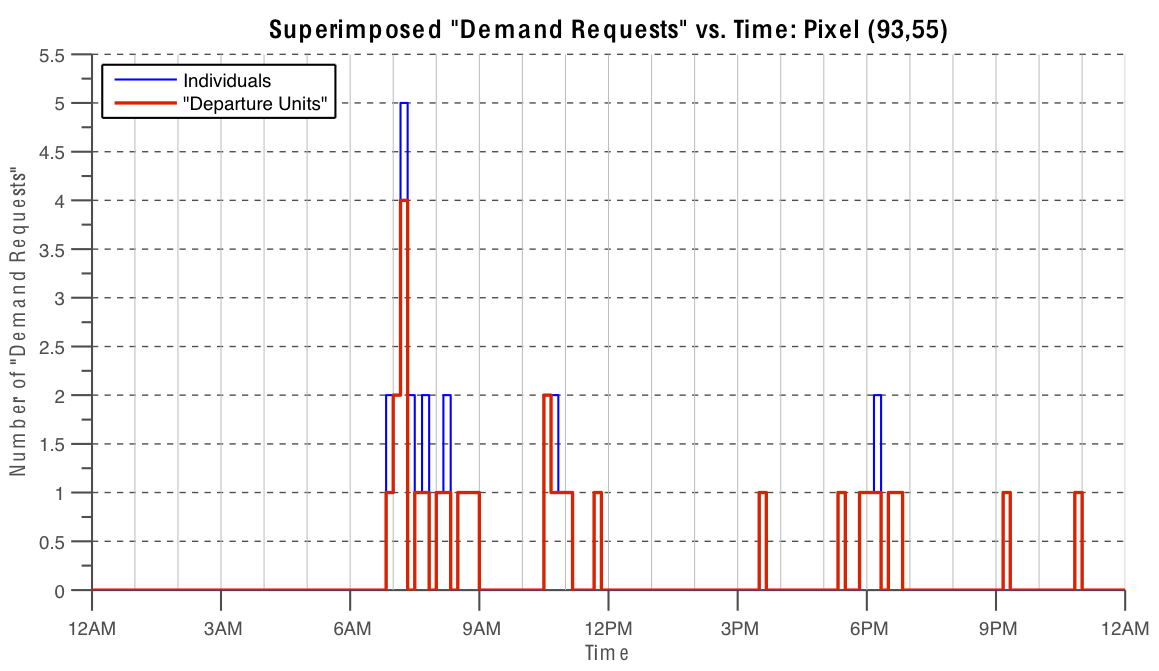 Superimposed "Demand Requests" vs. Time: Pixel (93,55)
Individuals
"Departure Units"
Number of "Demand Requests"
5.5
5
4.5
4
3.5
3
2.5
2
1.5
1
0.5
0
12AM 3AM 6AM 9AM 12PM 3PM 6PM 9PM 12AM
Time